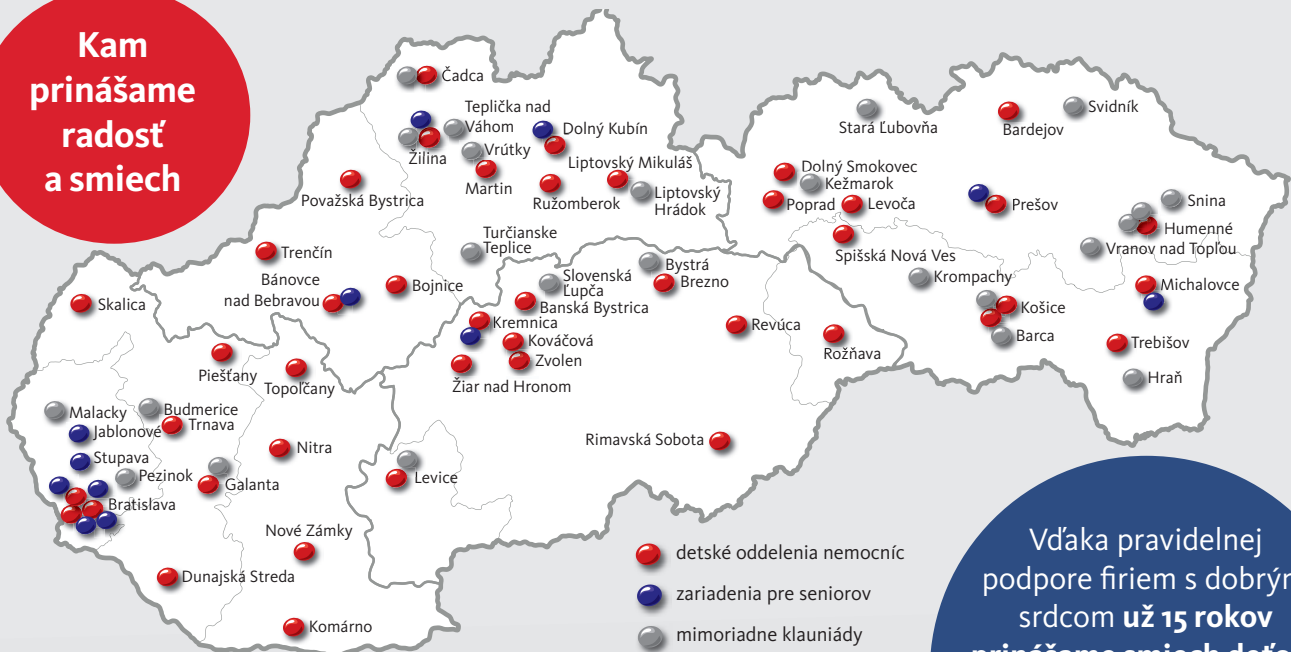 Kam
prinášame
radosť
a smiech
Čadca
Teplička nad
Váhom
Dolný Kubín
Žilina
Vrútky
Liptovský Mikuláš
Martin
Považská Bystrica
Ružomberok
Liptovský
Hrádok
Turčianske
Teplice
Trenčín
Bánovce
nad Bebravou
Bojnice
Skalica
Slovenská
Ľupča
Bystrá
Brezno
Banská Bystrica
Kremnica
Kováčová
Zvolen
Žiar nad Hronom
Revúca
Rožňava
Rimavská Sobota
Piešťany
Topoľčany
Malacky
Budmerice
Trnava
Jablonové
Stupava
Pezinok
Bratislava
Galanta
Nitra
Levice
Nové Zámky
Dunajská Streda
Komárno
Stará Ľubovňa
Bardejov
Svidník
Dolný Smokovec
Kežmarok
Poprad
Levoča
Prešov
Snina
Humenné
Vranov nad Topľou
Spišská Nová Ves
Krompachy
Michalovce
Košice
Barca
Trebišov
Hraň
detské oddelenia nemocníc
zariadenia pre seniorov
mimoriadne klauniády
Vďaka pravidelnej
podpore firiem s dobrý
srdcom už 15 rokov
prinášame smiech